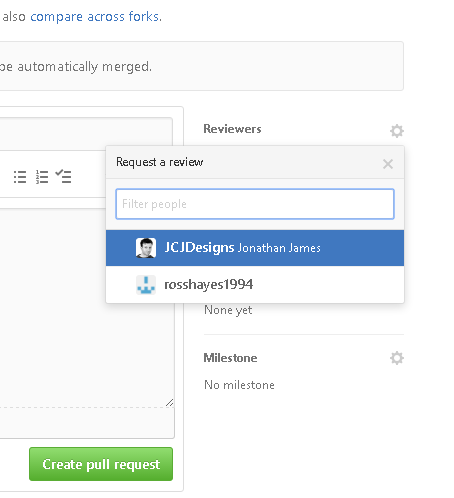 also compare across forks.
be automatically merged.
Reviewers
Request a review
Filter people
JCJDesigns Jonathan James
rosshayes1994
None yet
Milestone
No milestone
Create pull request